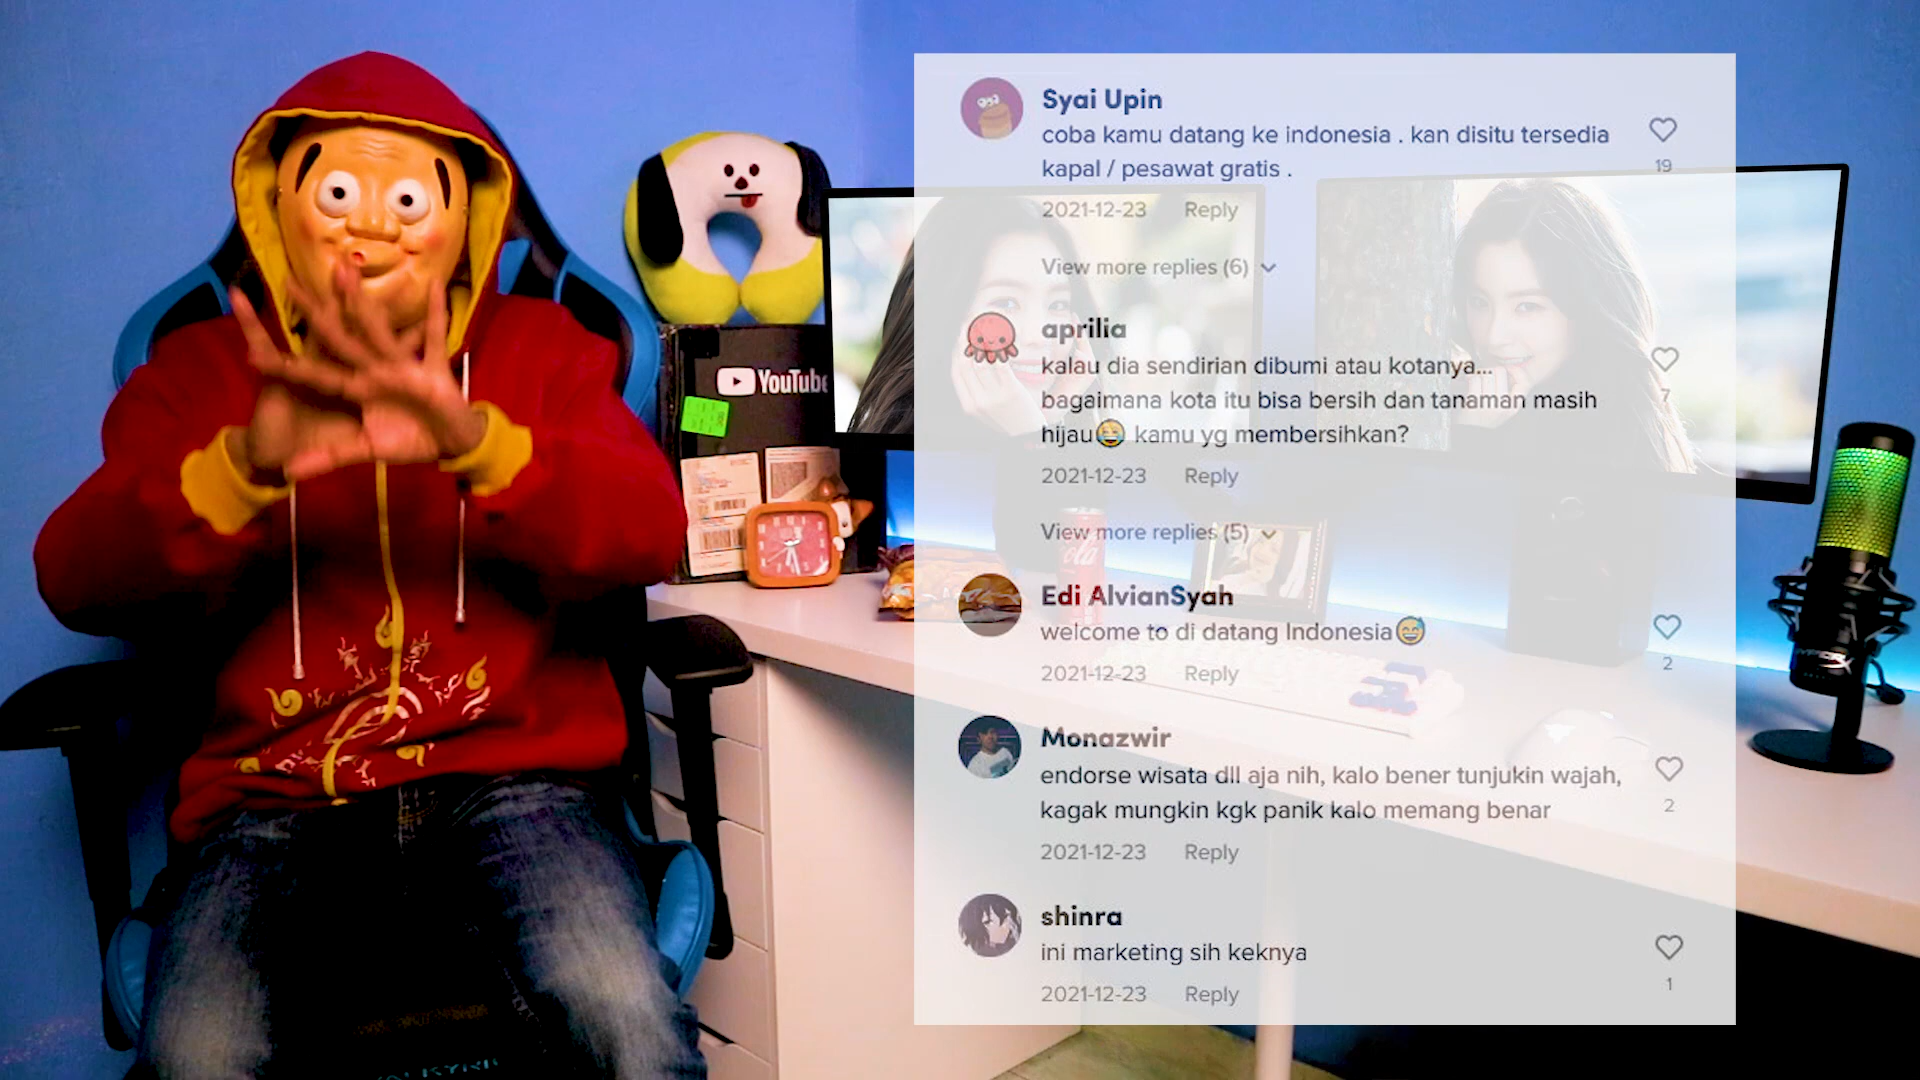 Syai Upin
coba kamu datang ke indonesia . kan disitu tersedia
kapal / pesawat gratis .
19
2021-12-23 Reply
View more replies (6)
aprilia
kalau dia sendirian dibumi atau kotanya...
bagaimana kota itu bisa bersih dan tanaman masih
hijau😂 kamu yg membersihkan?
7
2021-12-23 Reply
View more replies (5)
Edi AlvianSyah
welcome to di datang Indonesia😅
2
2021-12-23 Reply
Monazwir
endorse wisata dll aja nih, kalo bener tunjukin wajah,
kagak mungkin kgk panik kalo memang benar
2
2021-12-23 Reply
shinra
ini marketing sih keknya
1
2021-12-23 Reply
YouTube
cola
HYPERX